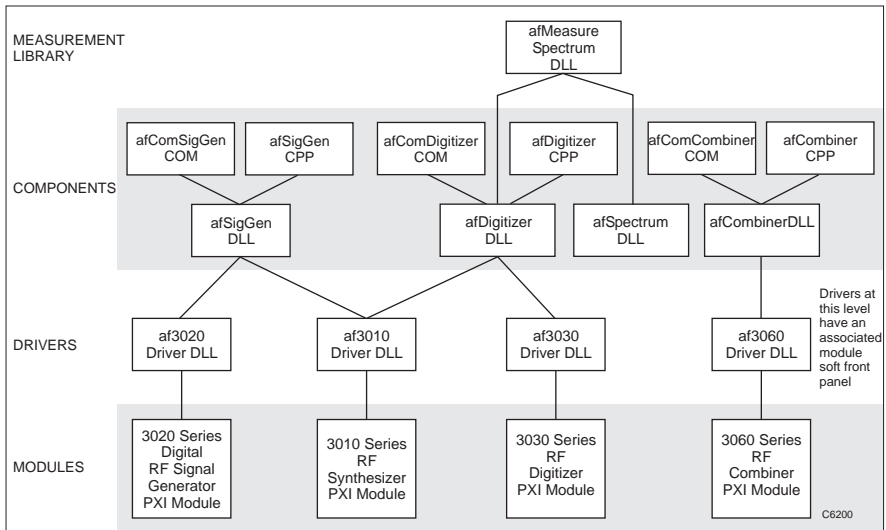 MEASUREMENT
LIBRARY
afMeasure
Spectrum
DLL
COMPONENTS
afComSigGen
COM
afSigGen
CPP
afComDigitizer
COM
afDigitizer
CPP
afComCombiner
COM
afCombiner
CPP
afSigGen
DLL
afDigitizer
DLL
afSpectrum
DLL
afCombinerDLL
DRIVERS
af3020
Driver DLL
af3010
Driver DLL
af3030
Driver DLL
af3060
Driver DLL
Drivers at
this level
have an
associated
module
soft front
panel
MODULES
3020 Series
Digital
RF Signal
Generator
PXI Module
3010 Series
RF
Synthesizer
PXI Module
3030 Series
RF
Digitizer
PXI Module
3060 Series
RF
Combiner
PXI Module
C6200